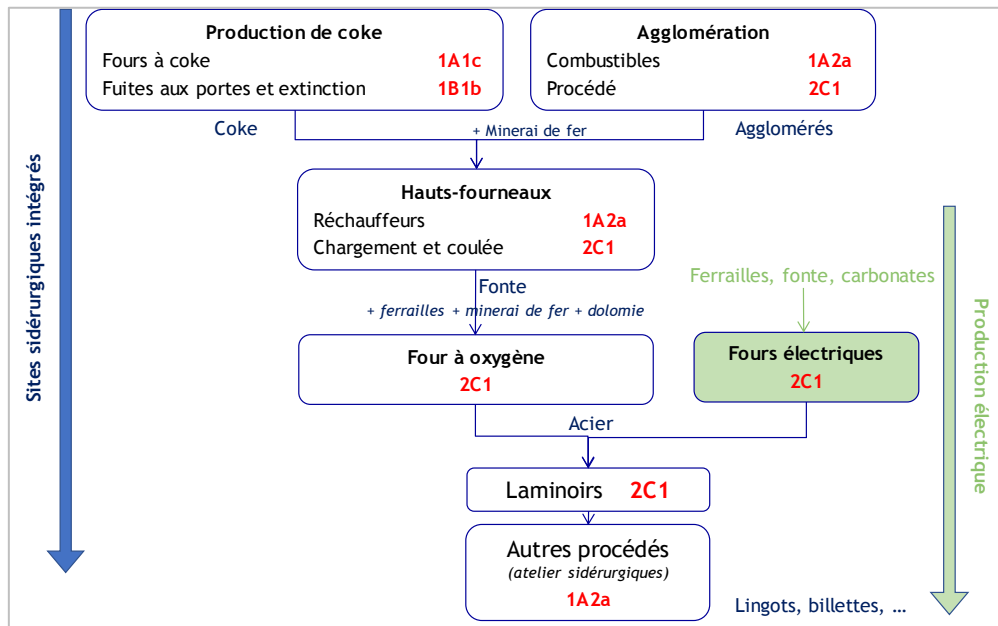 Production de coke
Fours à coke 1A1c
Fuites aux portes et extinction 1B1b
Agglomération
Combustibles 1A2a
Procédé 2C1
Coke
+ Minerai de fer
Agglomérés
Sites sidérurgiques intégrés
Hauts-fourneaux
Réchauffeurs 1A2a
Chargement et coulée 2C1
Fonte
+ ferrailles + minerai de fer + dolomie
Ferrailles, fonte, carbonates
Four à oxygène
2C1
Fours électriques
2C1
Production électrique
Acier
Laminoirs 2C1
Autres procédés
(atelier sidérurgiques)
1A2a
Lingots, billettes, …